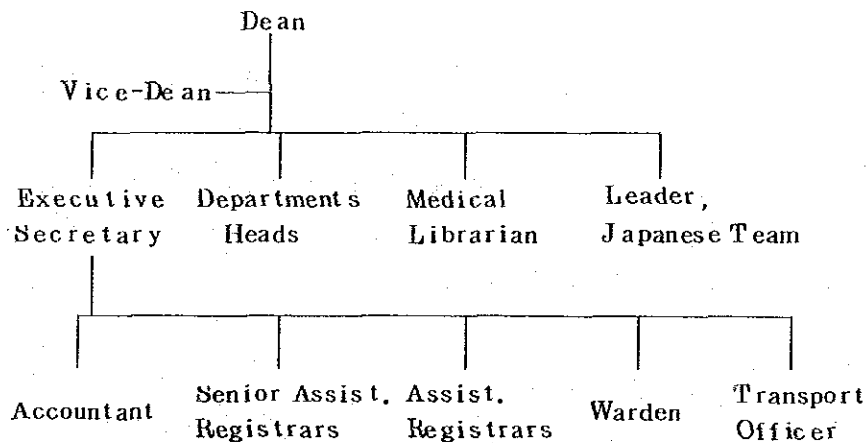 Dean
Vice-Dean
Executive Departments Medical Leader,
Secretary Heads Librarian Japanese Team
Accountant Senior Assist. Assist. Warden Transport
Registrars Registrars Officer